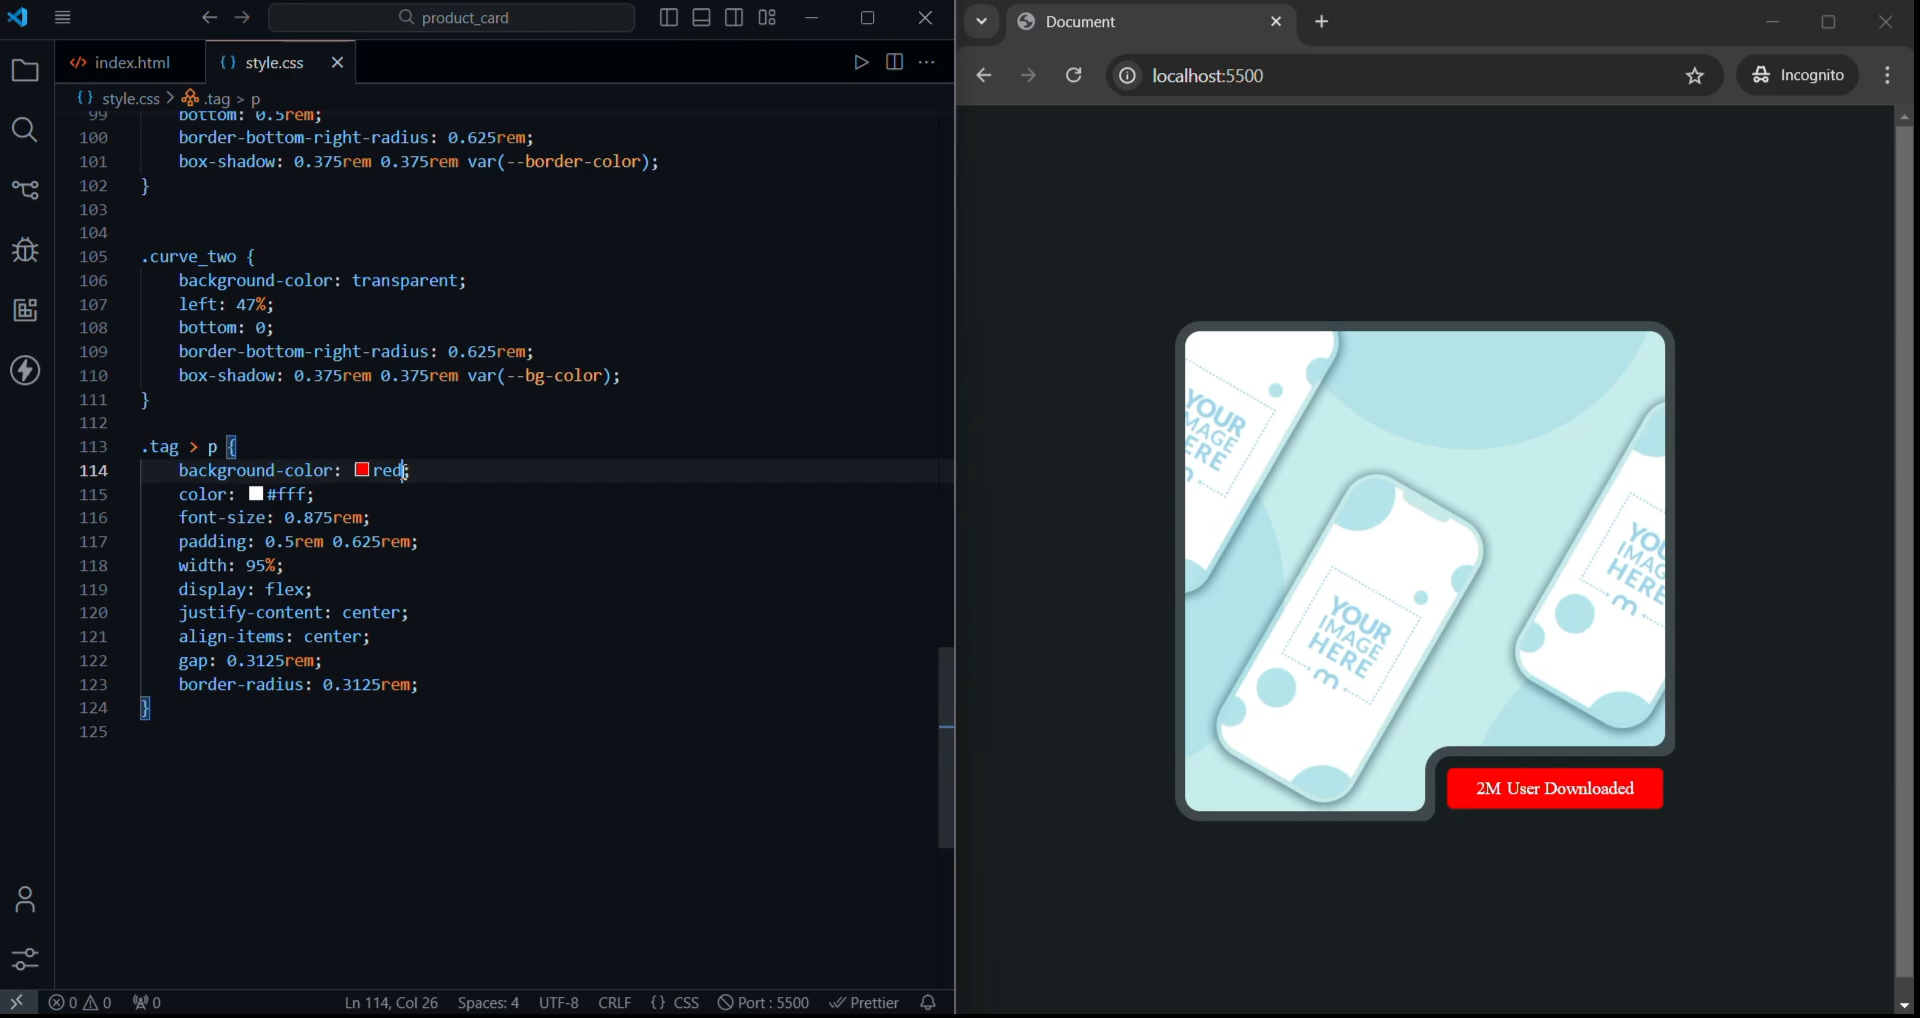 product_card
index.html
style.css
style.css > .tag > p
99 bottom: 0.5rem;
100 border-bottom-right-radius: 0.625rem;
101 box-shadow: 0.375rem 0.375rem var(--border-color);
102 }
103
104
105 .curve_two {
106 background-color: transparent;
107 left: 47%;
108 bottom: 0;
109 border-bottom-right-radius: 0.625rem;
110 box-shadow: 0.375rem 0.375rem var(--bg-color);
111 }
112
113 .tag > p {
114 background-color: red;
115 color: #fff;
116 font-size: 0.875rem;
117 padding: 0.5rem 0.625rem;
118 width: 95%;
119 display: flex;
120 justify-content: center;
121 align-items: center;
122 gap: 0.3125rem;
123 border-radius: 0.3125rem;
124 }
125
0 0 0 Ln 114, Col 26 Spaces: 4 UTF-8 CRLF {} CSS Port : 5500 Prettier
Document
localhost:5500
Incognito
YOUR
IMAGE
HERE
YOUR
IMAGE
HERE
YOU
IMAG
HERE
2M User Downloaded